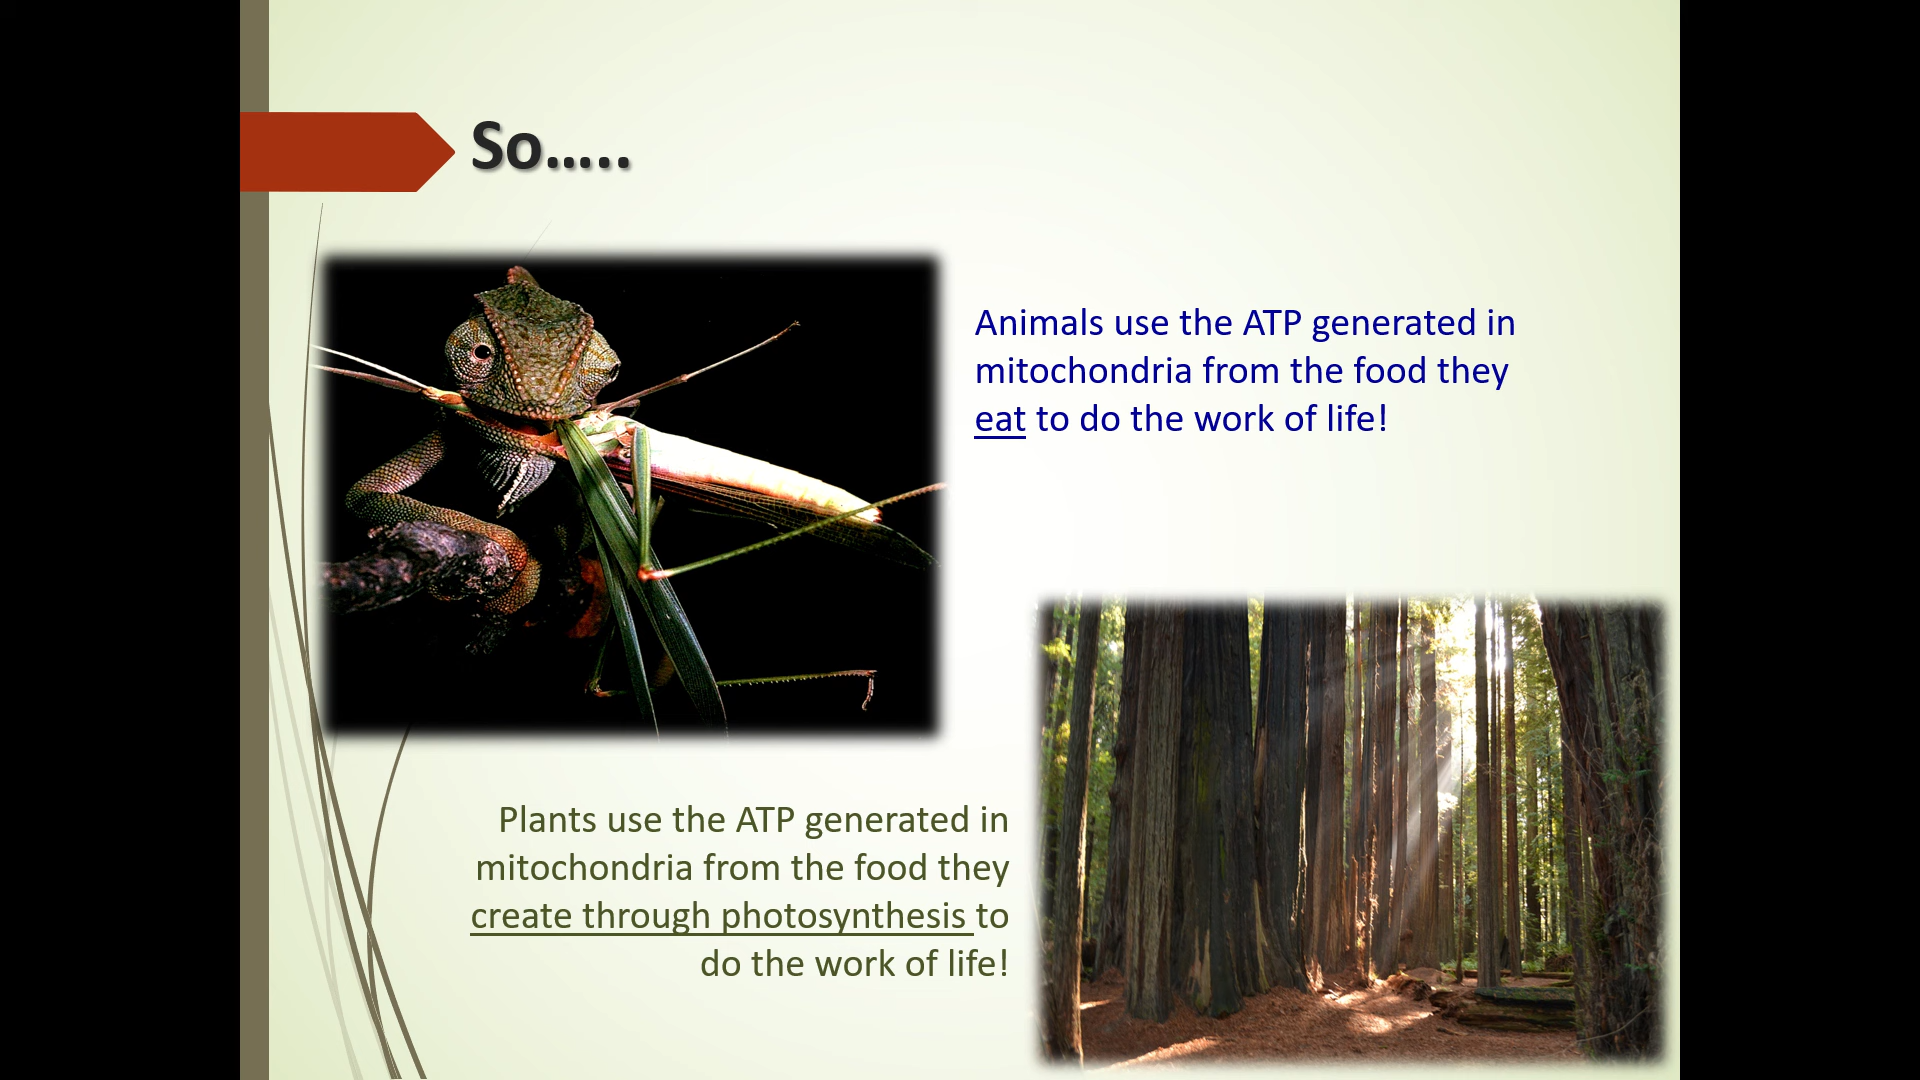 So.....
Animals use the ATP generated in
mitochondria from the food they
eat to do the work of life!
Plants use the ATP generated in
mitochondria from the food they
create through photosynthesis to
do the work of life!